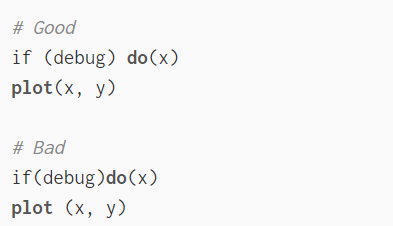 # Good
if (debug) do(x)
plot(x, y)
# Bad
if(debug)do(x)
plot (x, y)